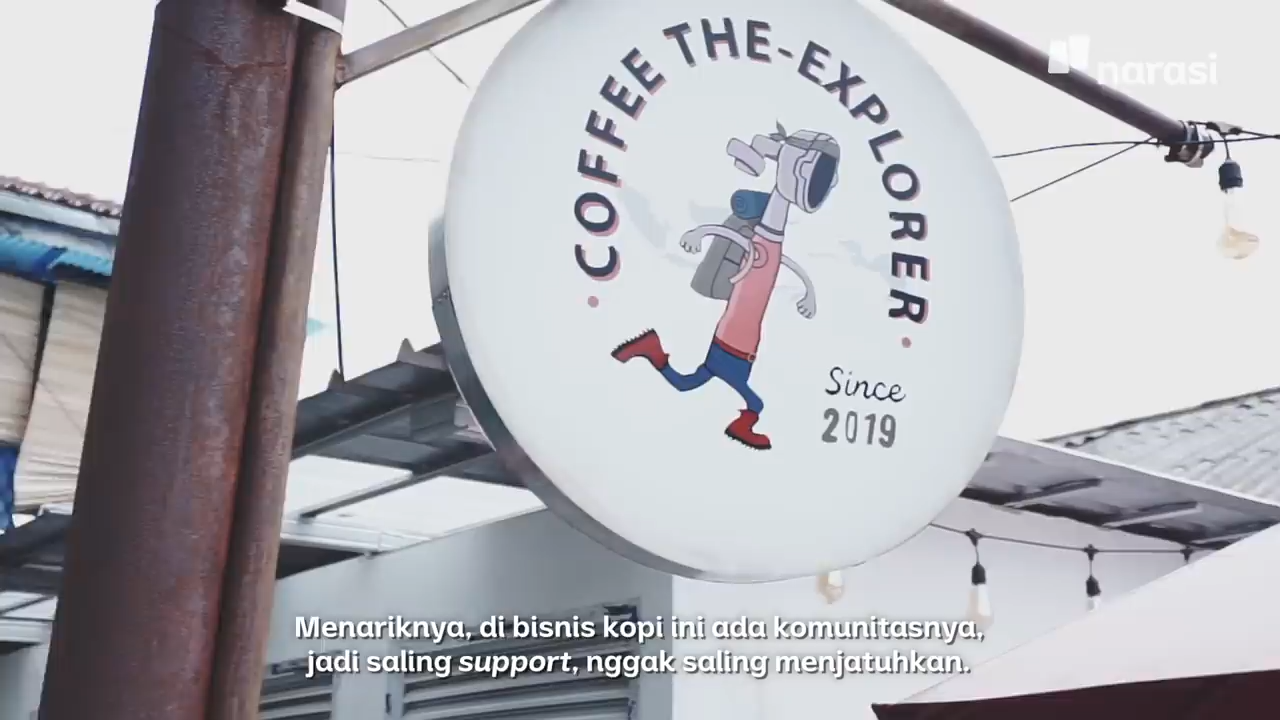 narasi
COFFEE THE-EXPLORER
Since
2019
Menariknya, di bisnis kopi ini ada komunitasnya,
jadi saling support, nggak saling menjatuhkan.